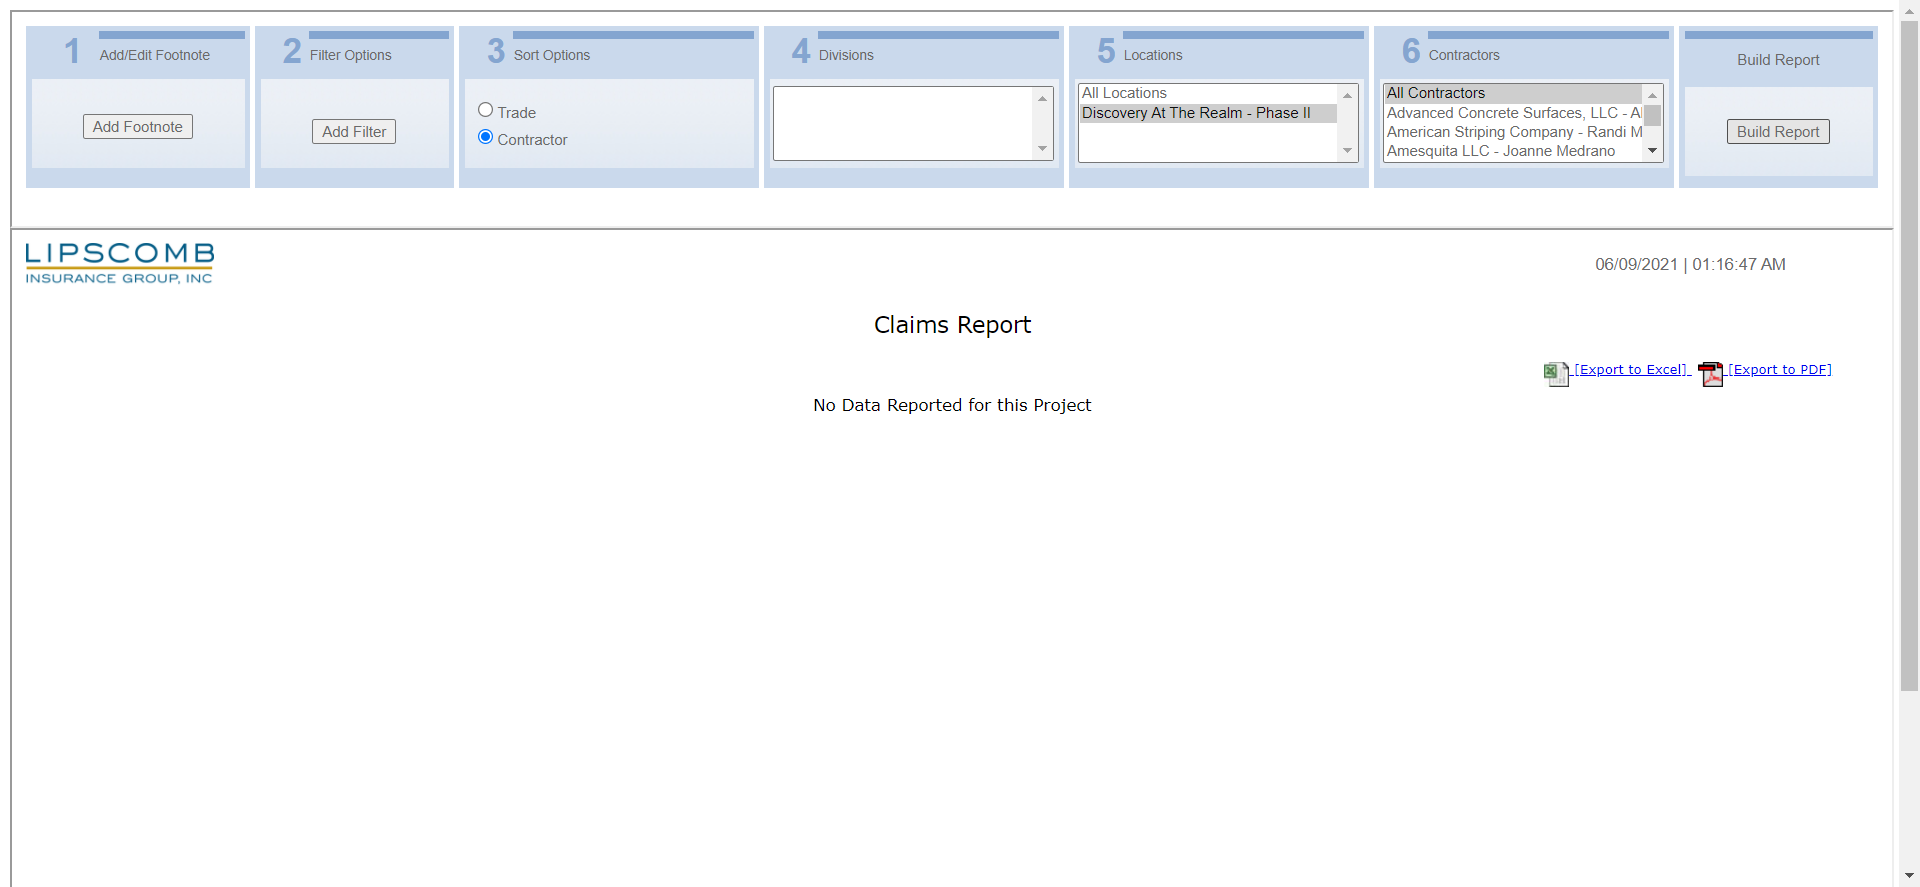 1 Add/Edit Footnote
Add Footnote
2 Filter Options
Add Filter
3 Sort Options
Trade
Contractor
4 Divisions
5 Locations
All Locations
Discovery At The Realm - Phase II
6 Contractors
All Contractors
Advanced Concrete Surfaces, LLC - A
American Striping Company - Randi M
Amesquita LLC - Joanne Medrano
Build Report
Build Report
LIPSCOMB
INSURANCE GROUP, INC
06/09/2021 | 01:16:47 AM
Claims Report
[Export to Excel] [Export to PDF]
No Data Reported for this Project